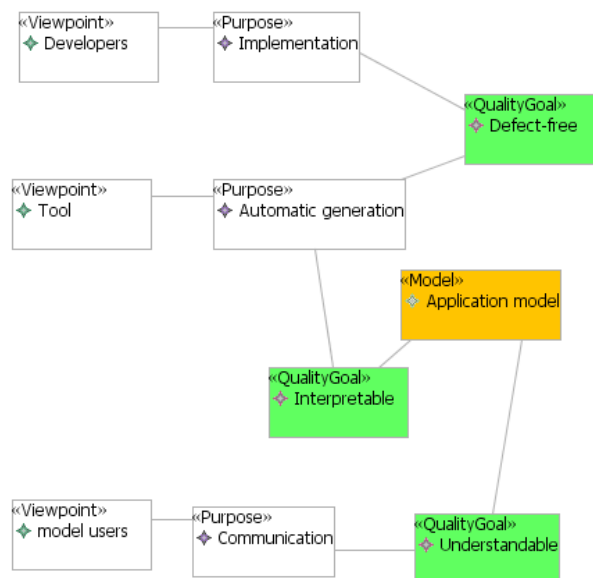 «Viewpoint»
Developers
«Purpose»
Implementation
«QualityGoal»
Defect-free
«Viewpoint»
Tool
«Purpose»
Automatic generation
«Model»
Application model
«QualityGoal»
Interpretable
«Viewpoint»
model users
«Purpose»
Communication
«QualityGoal»
Understandable